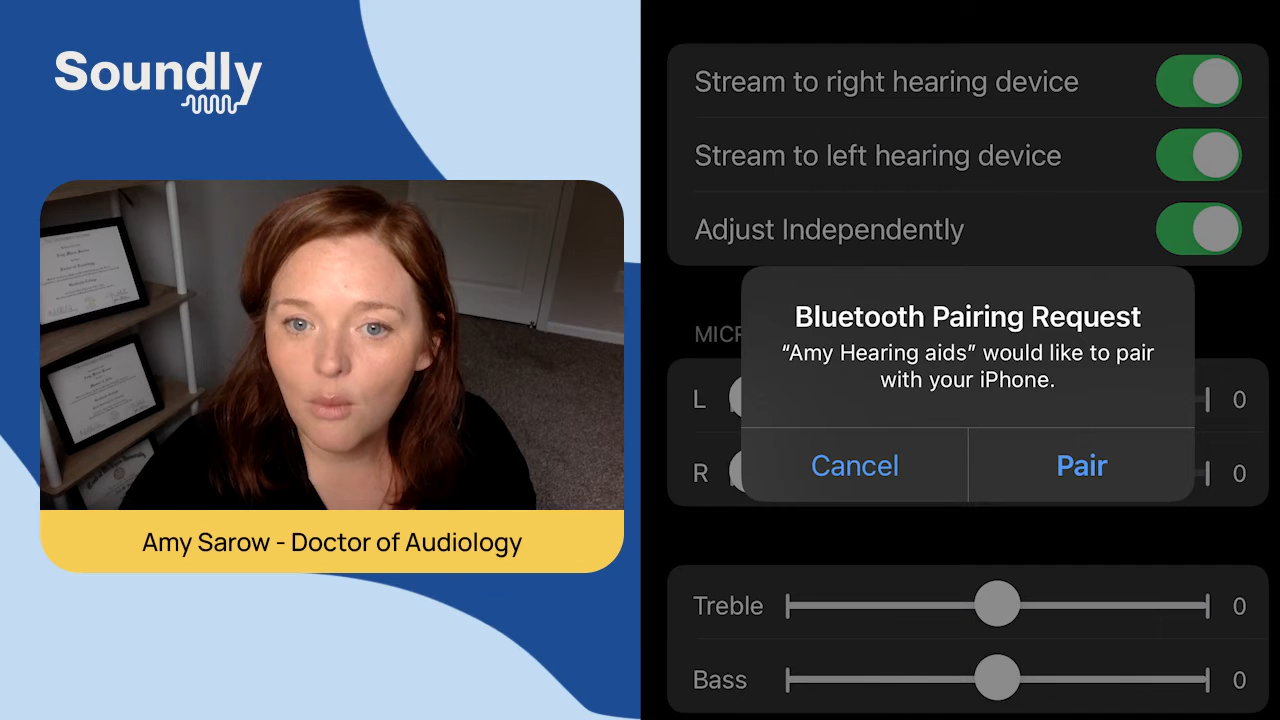 Soundly
Amy Sarow - Doctor of Audiology
Stream to right hearing device
Stream to left hearing device
Adjust Independently
MICR
Bluetooth Pairing Request
“Amy Hearing aids” would like to pair
with your iPhone.
Cancel
Pair
L
0
R
0
Treble
0
Bass
0